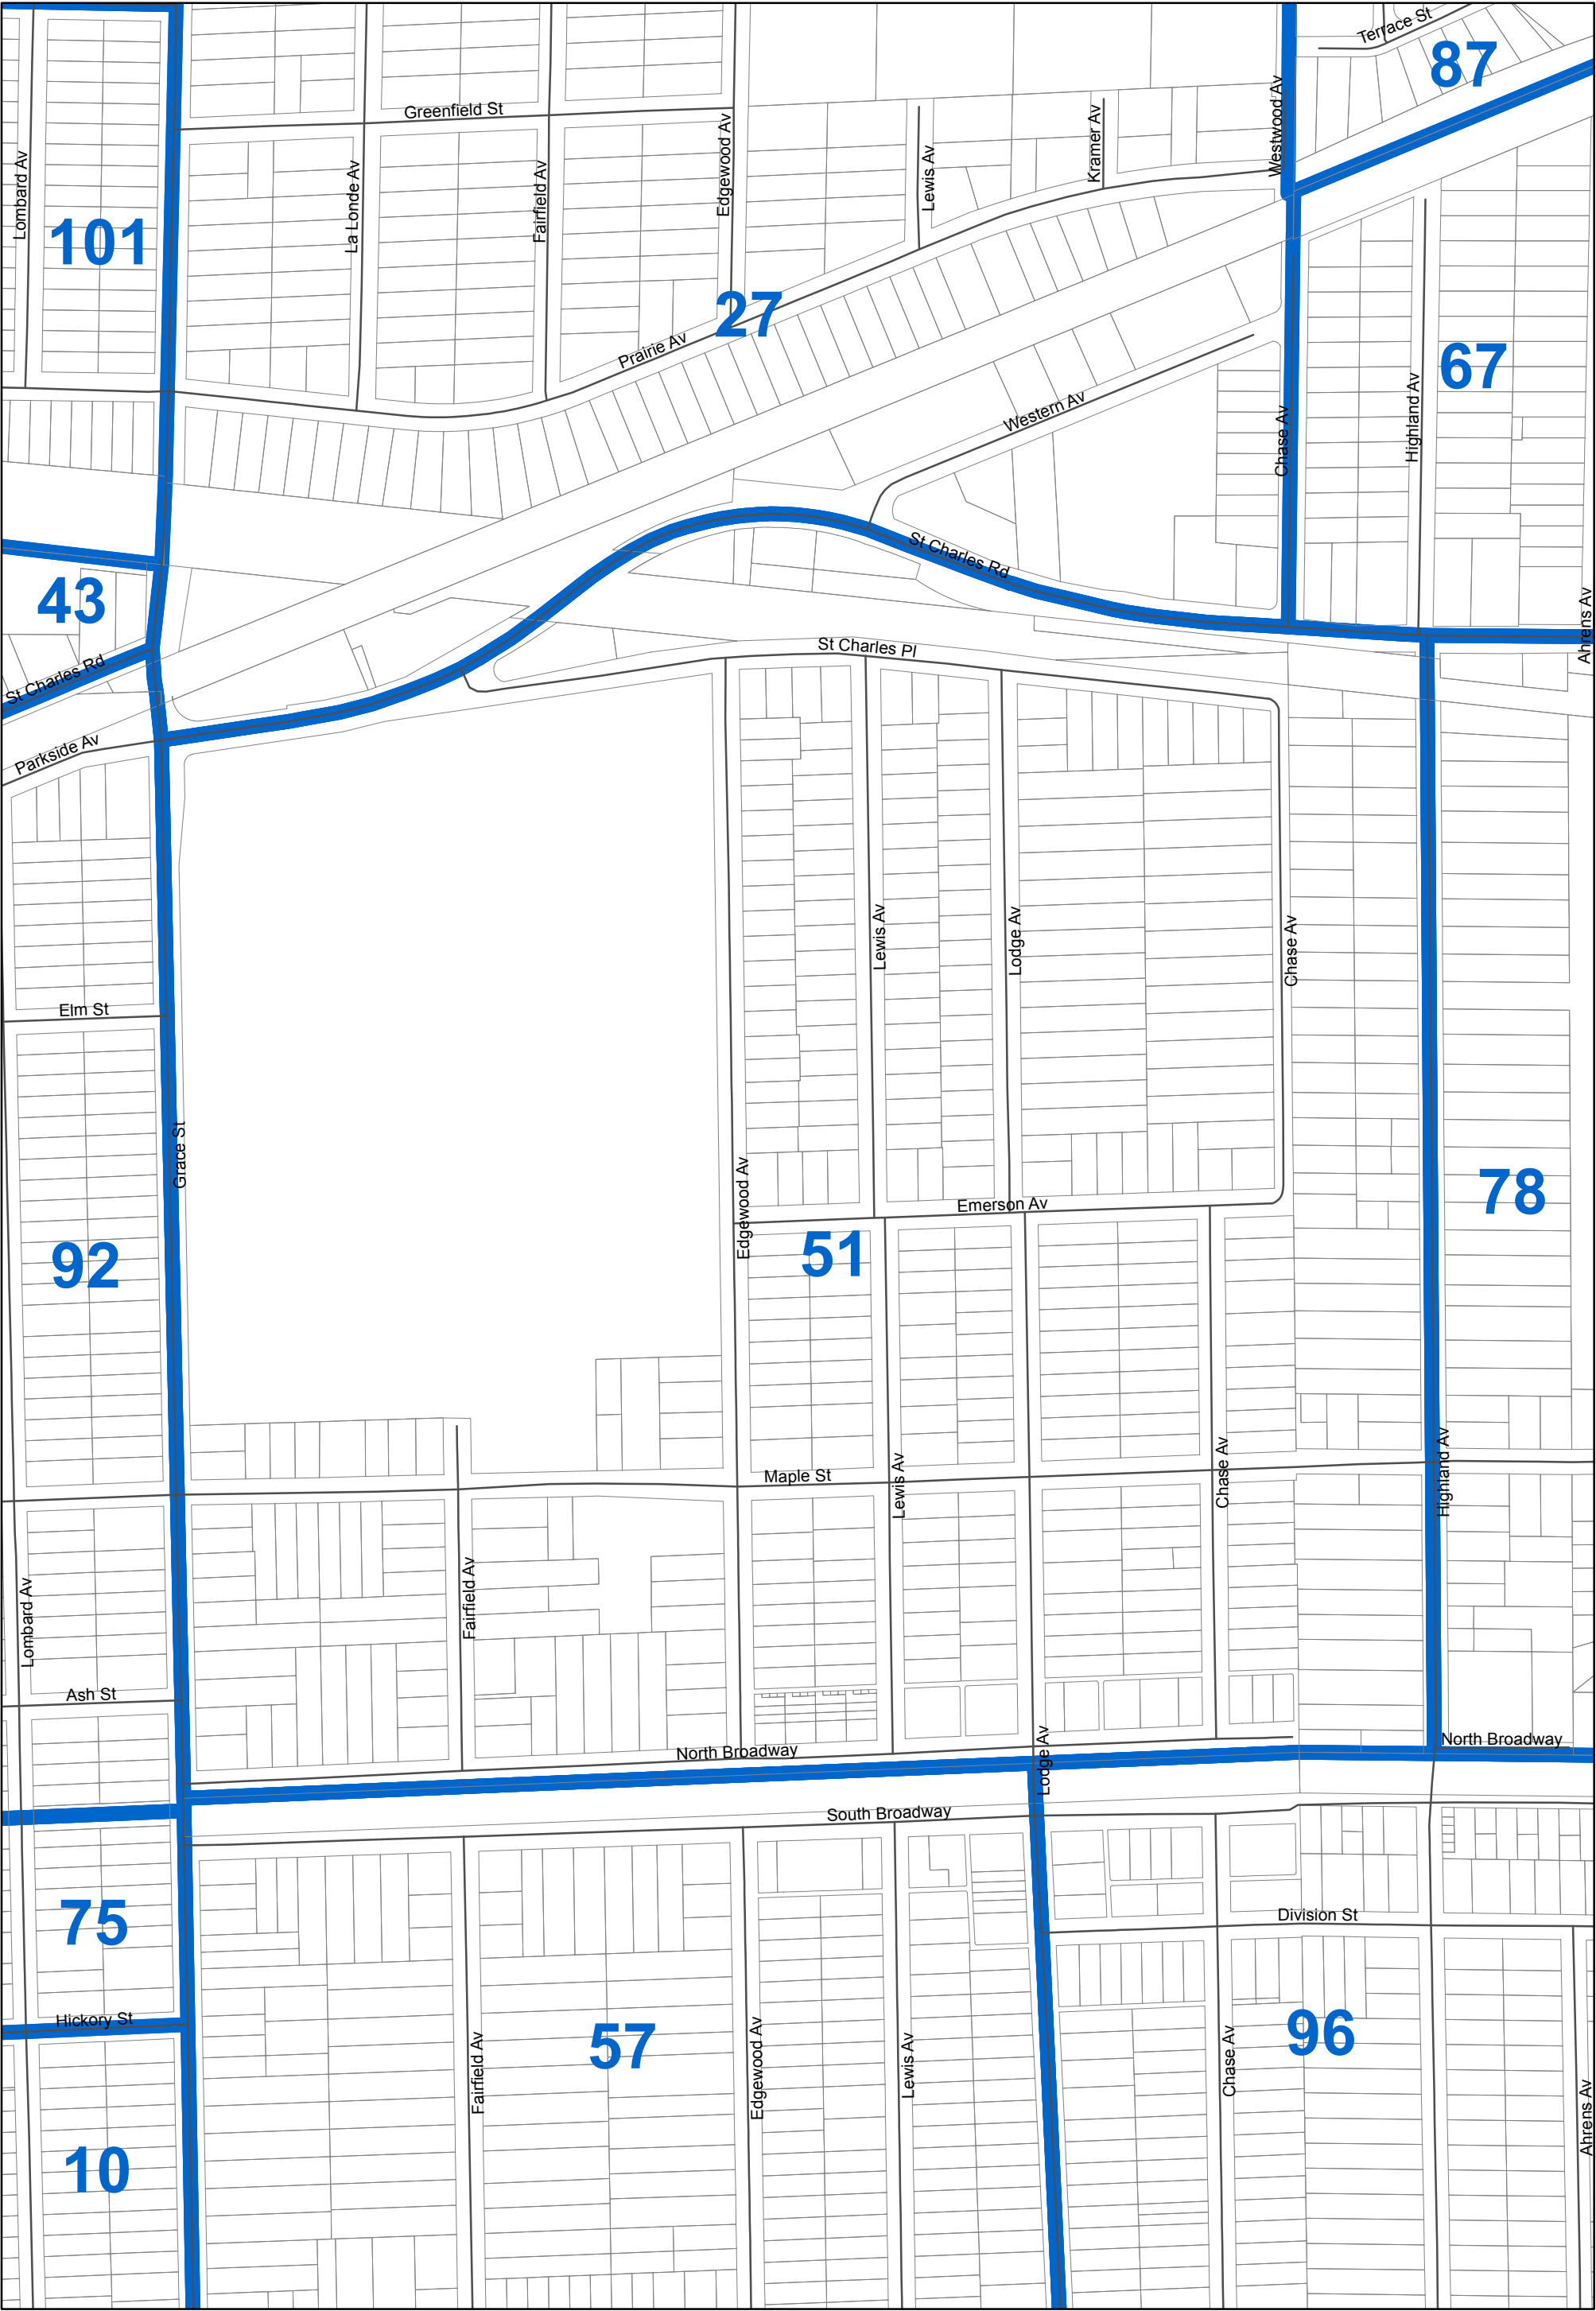 Terrace St
87
Greenfield St
Lombard Av
La Londe Av
Fairfield Av
Edgewood Av
Lewis Av
Kramer Av
Westwood Av
101
27
Prairie Av
67
Western Av
Chase Av
Highland Av
St Charles Rd
43
Ahrens Av
St Charles Rd
St Charles Pl
Parkside Av
Elm St
Lewis Av
Lodge Av
Chase Av
Grace St
Edgewood Av
Emerson Av
78
92
51
Maple St
Lewis Av
Chase Av
Highland Av
Lombard Av
Fairfield Av
Ash St
North Broadway
Lodge Av
North Broadway
South Broadway
75
Division St
Hickory St
57
96
Fairfield Av
Edgewood Av
Lewis Av
Chase Av
Ahrens Av
10